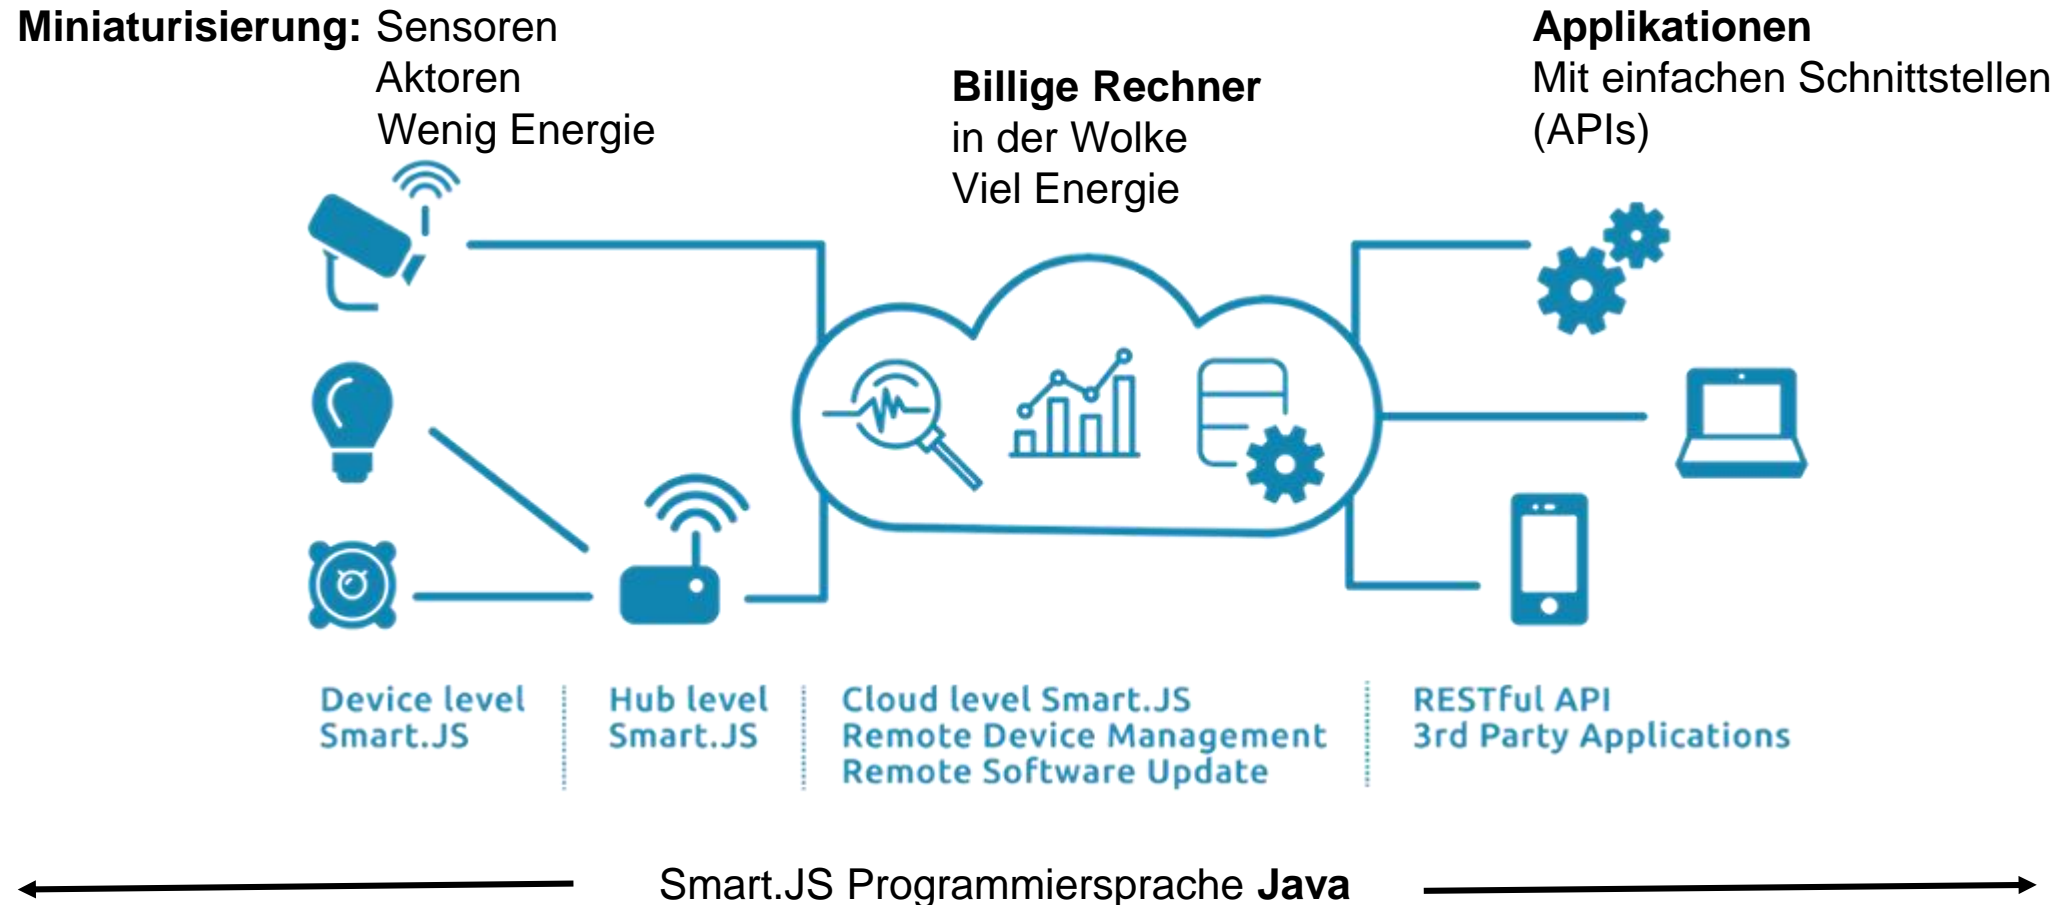 Miniaturisierung: Sensoren
Aktoren
Wenig Energie
Billige Rechner
in der Wolke
Viel Energie
Applikationen
Mit einfachen Schnittstellen
(APIs)
Device level
Smart.JS
Hub level
Smart.JS
Cloud level Smart.JS
Remote Device Management
Remote Software Update
RESTful API
3rd Party Applications
Smart.JS Programmiersprache Java